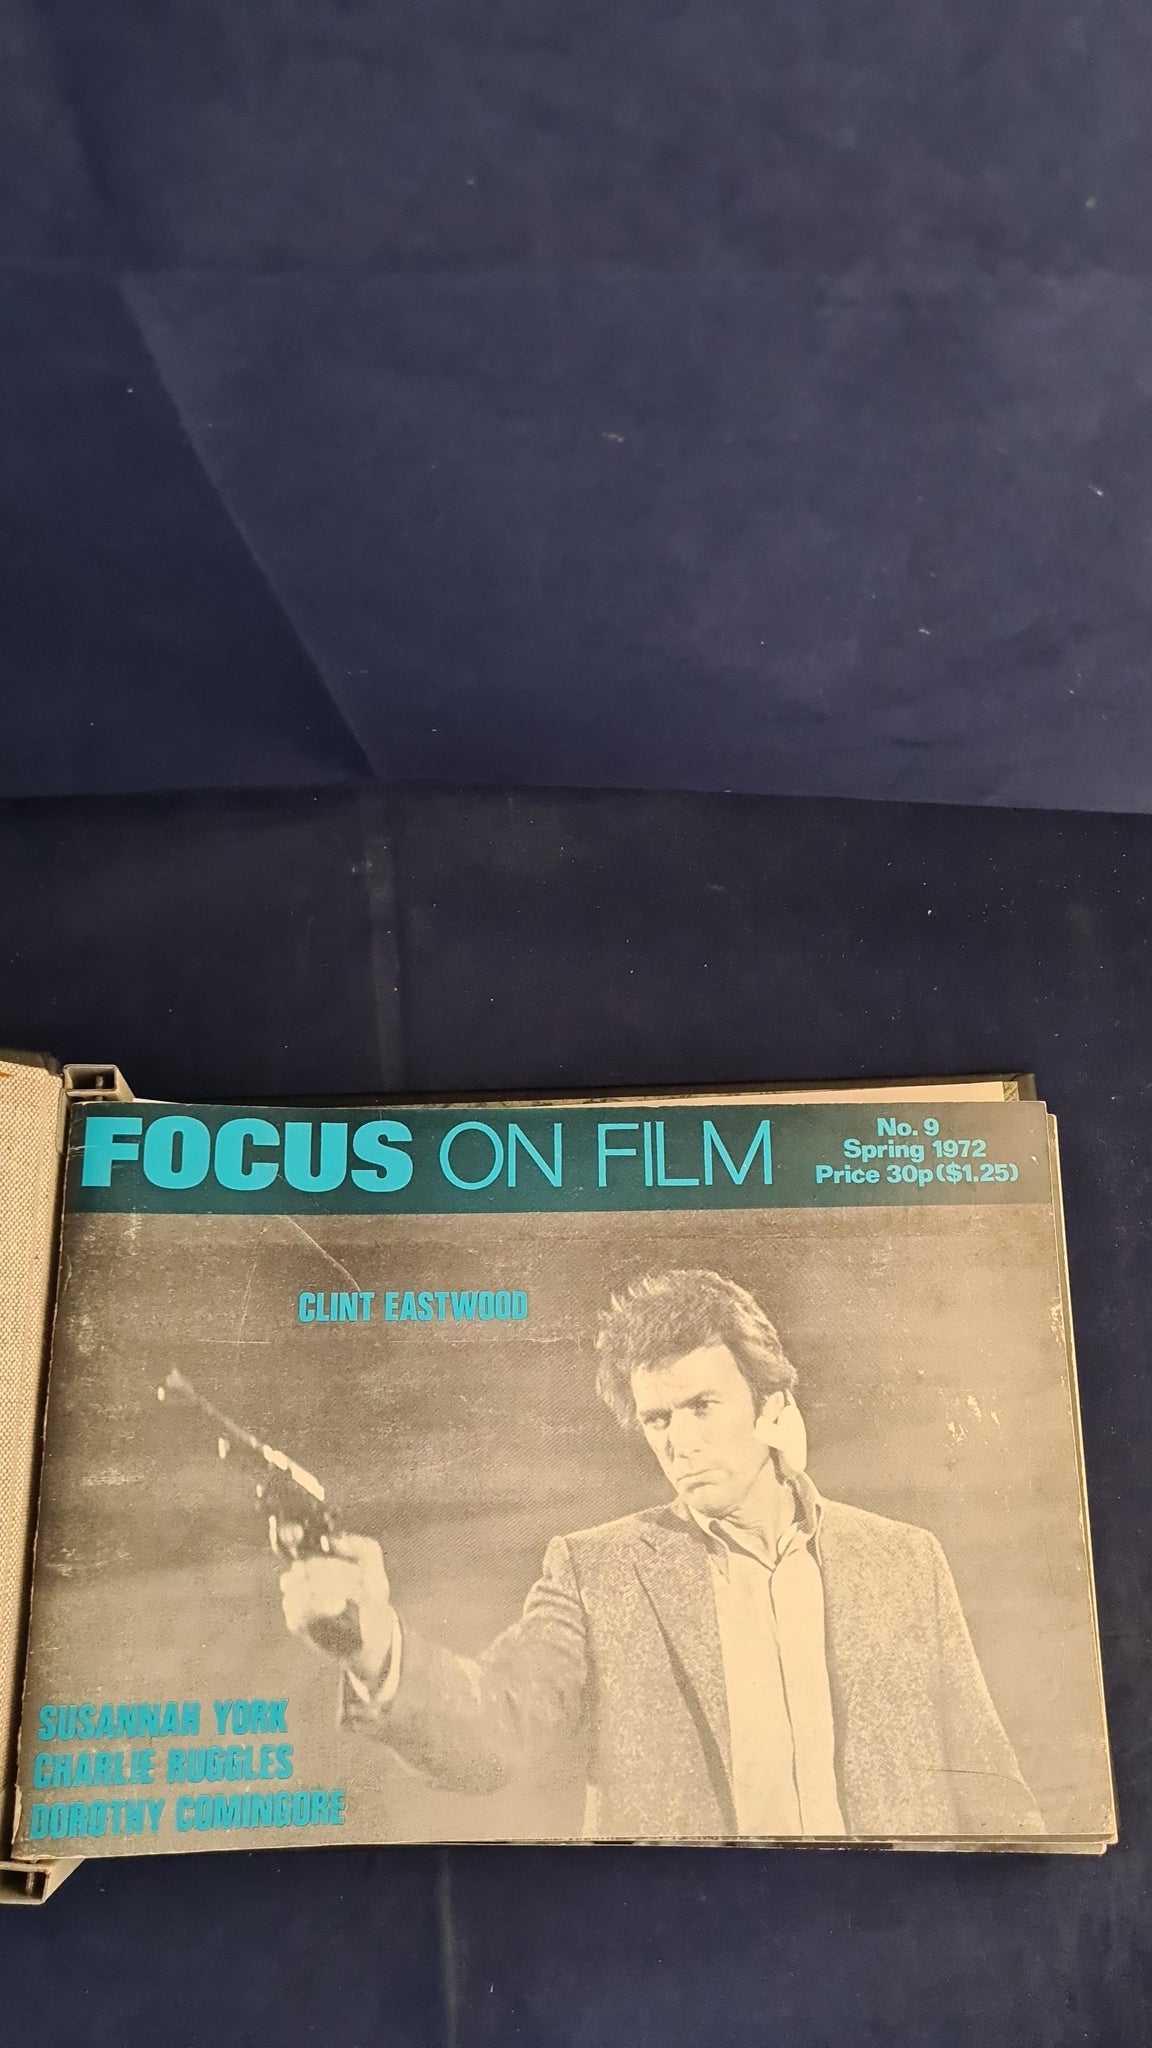 FOCUS ON FILM
No. 9
Spring 1972
Price 30p ($1.25)
CLINT EASTWOOD
SUSANNAH YORK
CHARLIE RUGGLES
DOROTHY COMINGORE